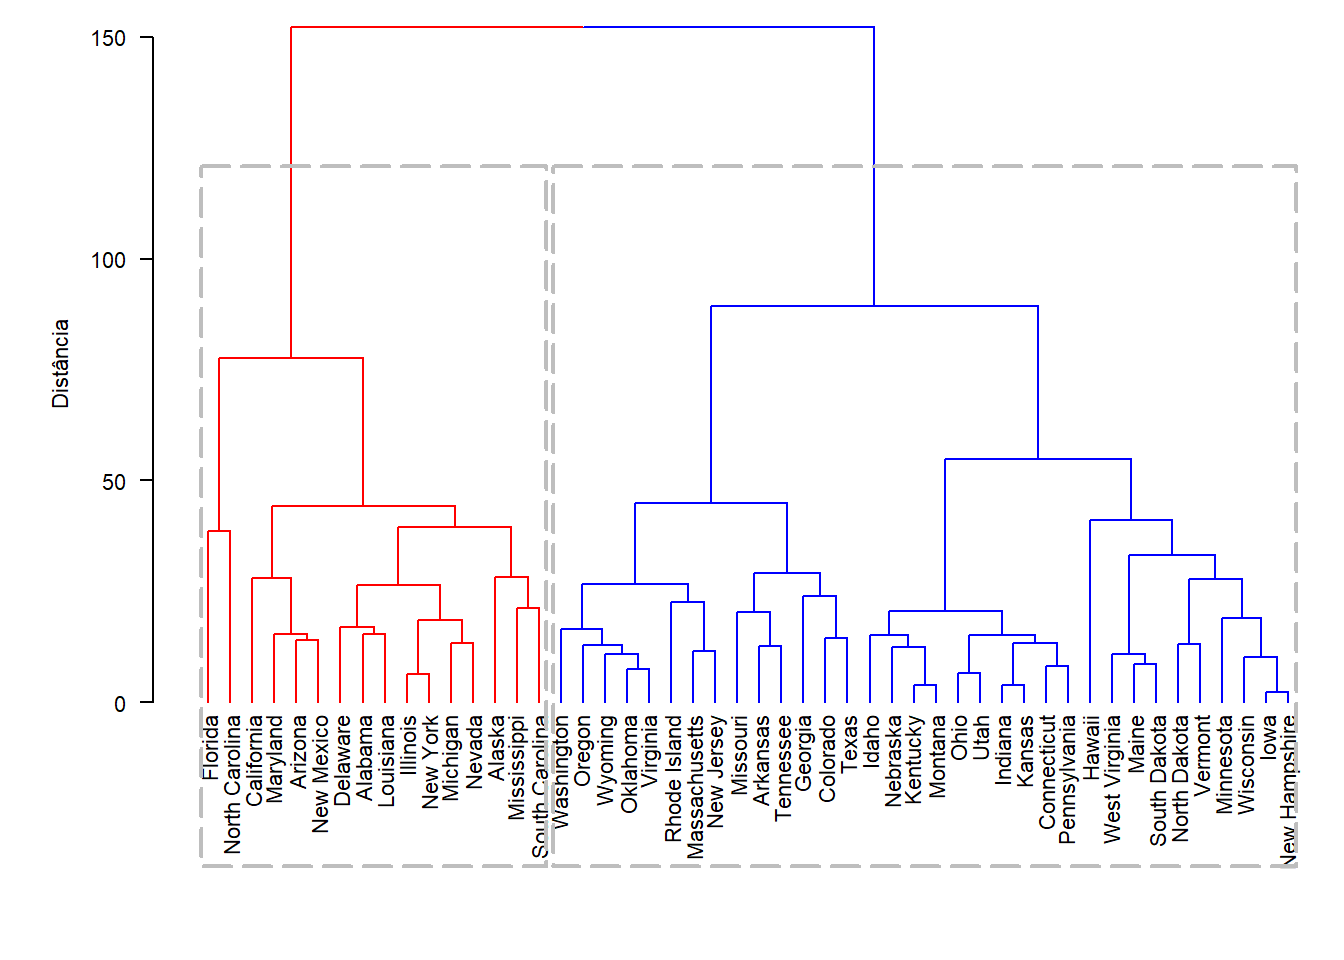 150
100
50
0
Distância
Florida
North Carolina
California
Maryland
Arizona
New Mexico
Delaware
Alabama
Louisiana
Illinois
New York
Michigan
Nevada
Alaska
Mississippi
South Carolina
Washington
Oregon
Wyoming
Oklahoma
Virginia
Rhode Island
Massachusetts
New Jersey
Missouri
Arkansas
Tennessee
Georgia
Colorado
Texas
Idaho
Nebraska
Kentucky
Montana
Ohio
Utah
Indiana
Kansas
Connecticut
Pennsylvania
Hawaii
West Virginia
Maine
South Dakota
North Dakota
Vermont
Minnesota
Wisconsin
Iowa
New Hampshire